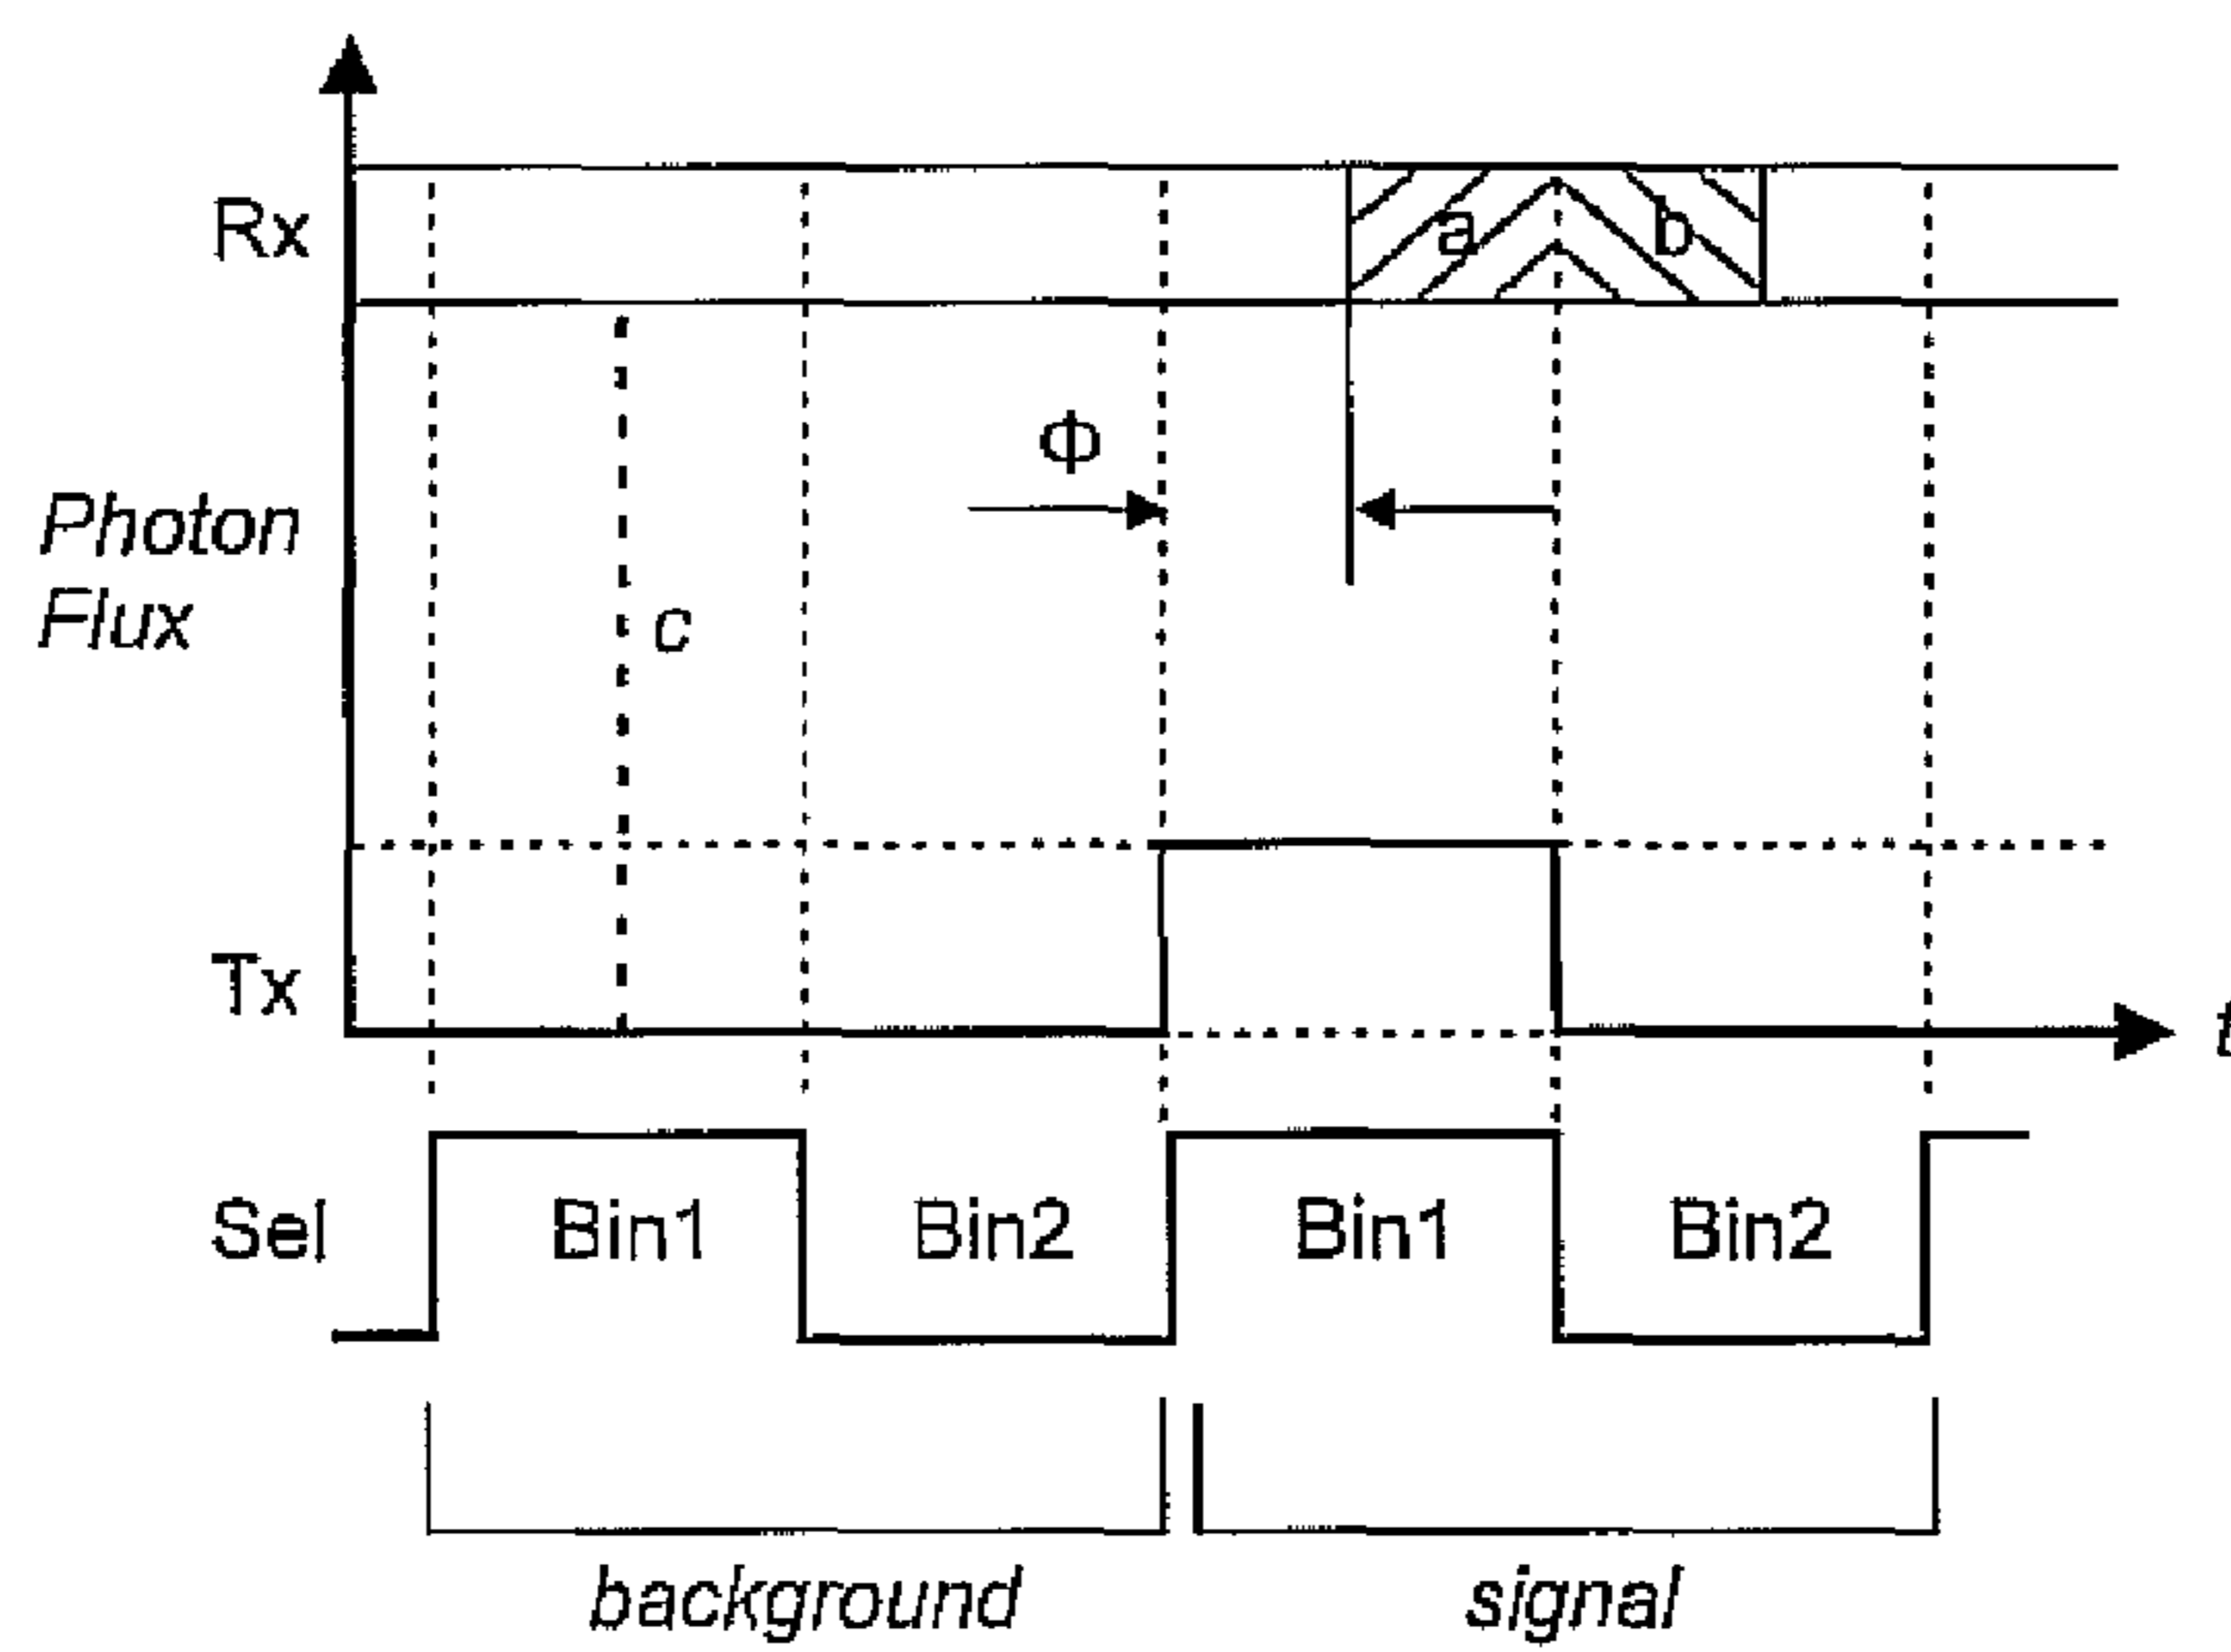 Rx
a
b
Φ
Photon
Flux
c
Tx
t
Sel
Bin1
Bin2
Bin1
Bin2
background
signal